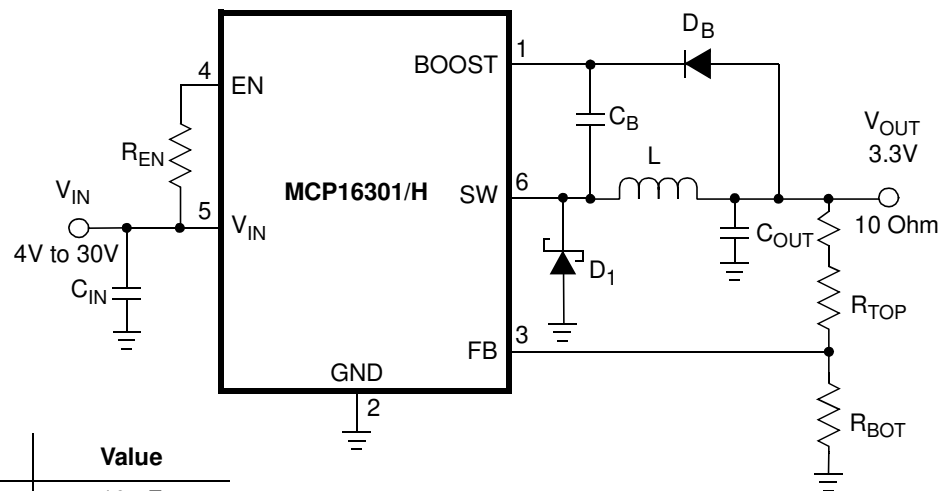 D_B
1
BOOST
4
EN
C_B
V_OUT
3.3V
R_EN
L
MCP16301/H
6
SW
V_IN
5
V_IN
4V to 30V
10 Ohm
C_OUT
D_1
C_IN
R_TOP
3
FB
GND
2
R_BOT
Value